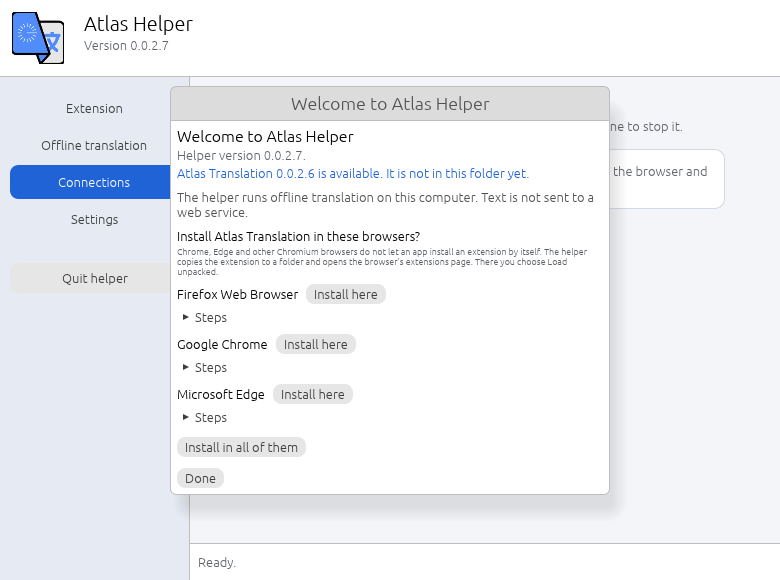 Atlas Helper
Version 0.0.2.7
Extension
Offline translation
Connections
Settings
Quit helper
ne to stop it.
the browser and
Welcome to Atlas Helper
Welcome to Atlas Helper
Helper version 0.0.2.7.
Atlas Translation 0.0.2.6 is available. It is not in this folder yet.
The helper runs offline translation on this computer. Text is not sent to a
web service.
Install Atlas Translation in these browsers?
Chrome, Edge and other Chromium browsers do not let an app install an extension by itself. The helper
copies the extension to a folder and opens the browser's extensions page. There you choose Load
unpacked.
Firefox Web Browser Install here
Steps
Google Chrome Install here
Steps
Microsoft Edge Install here
Steps
Install in all of them
Done
Ready.